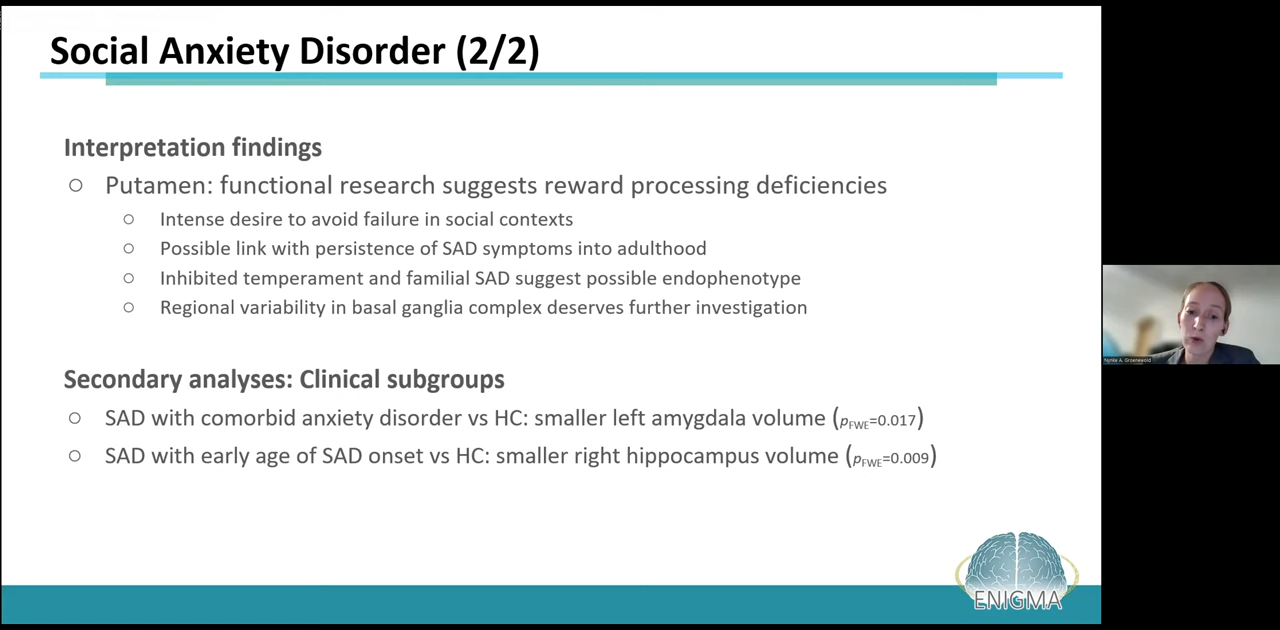 Social Anxiety Disorder (2/2)
Interpretation findings
○ Putamen: functional research suggests reward processing deficiencies
○ Intense desire to avoid failure in social contexts
○ Possible link with persistence of SAD symptoms into adulthood
○ Inhibited temperament and familial SAD suggest possible endophenotype
○ Regional variability in basal ganglia complex deserves further investigation
Secondary analyses: Clinical subgroups
○ SAD with comorbid anxiety disorder vs HC: smaller left amygdala volume (pFWE=0.017)
○ SAD with early age of SAD onset vs HC: smaller right hippocampus volume (pFWE=0.009)
Nynke A. Groenewold
ENIGMA